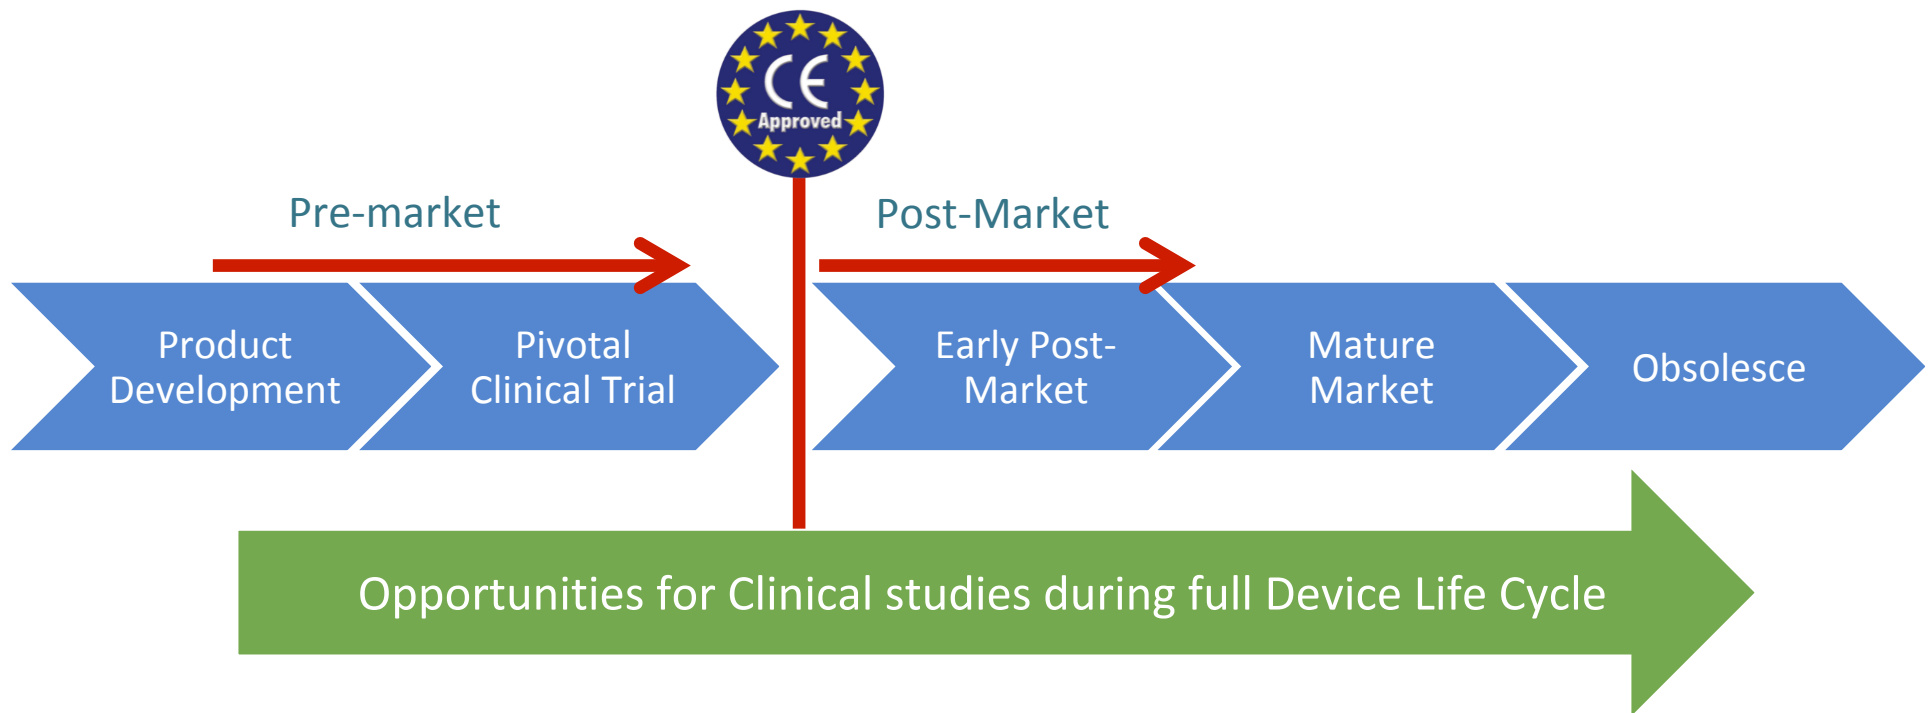 CE
Approved
Pre-market
Post-Market
Product
Development
Pivotal
Clinical Trial
Early Post-
Market
Mature
Market
Obsolesce
Opportunities for Clinical studies during full Device Life Cycle